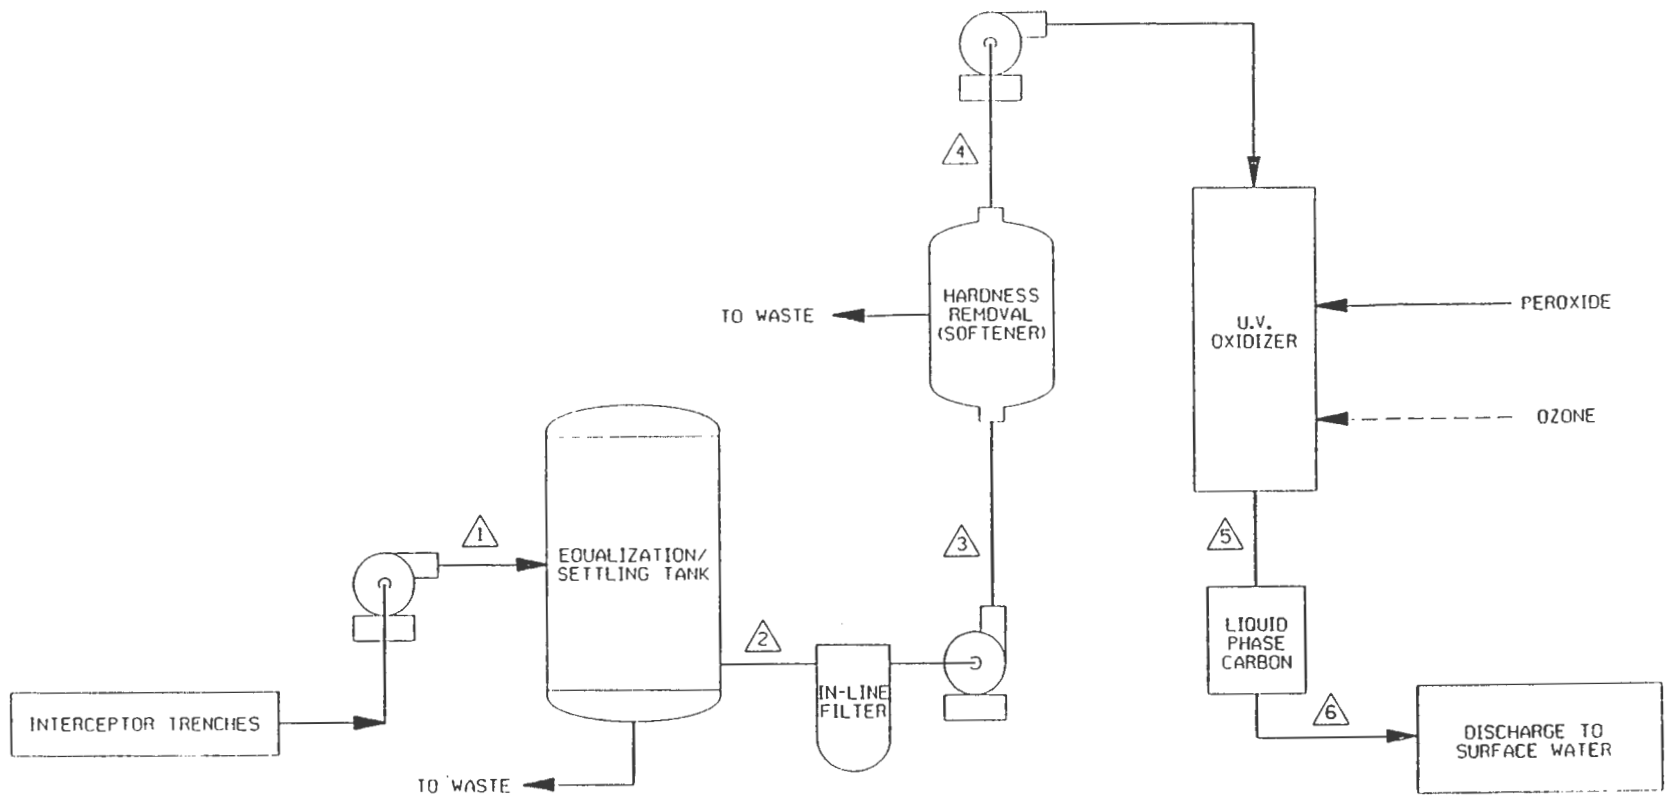 4
HARDNESS
REMOVAL
(SOFTENER)
TO WASTE
PEROXIDE
U.V.
OXIDIZER
OZONE
1
EQUALIZATION/
SETTLING TANK
3
5
2
LIQUID
PHASE
CARBON
IN-LINE
FILTER
INTERCEPTOR TRENCHES
6
DISCHARGE TO
SURFACE WATER
TO WASTE